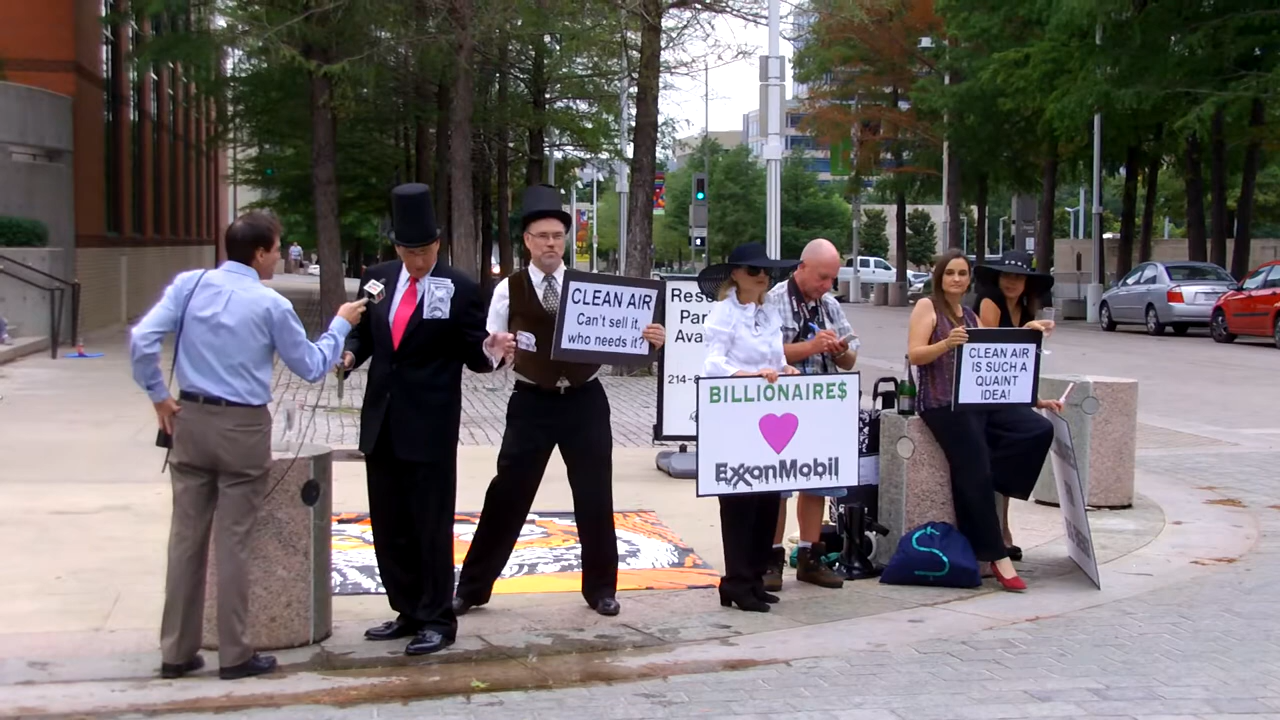 CLEAN AIR
Can't sell it,
who needs it?
Rese
Par
Ava
214-8
BILLIONAIRE$
ExxonMobil
CLEAN AIR
IS SUCH A
QUAINT
IDEA!